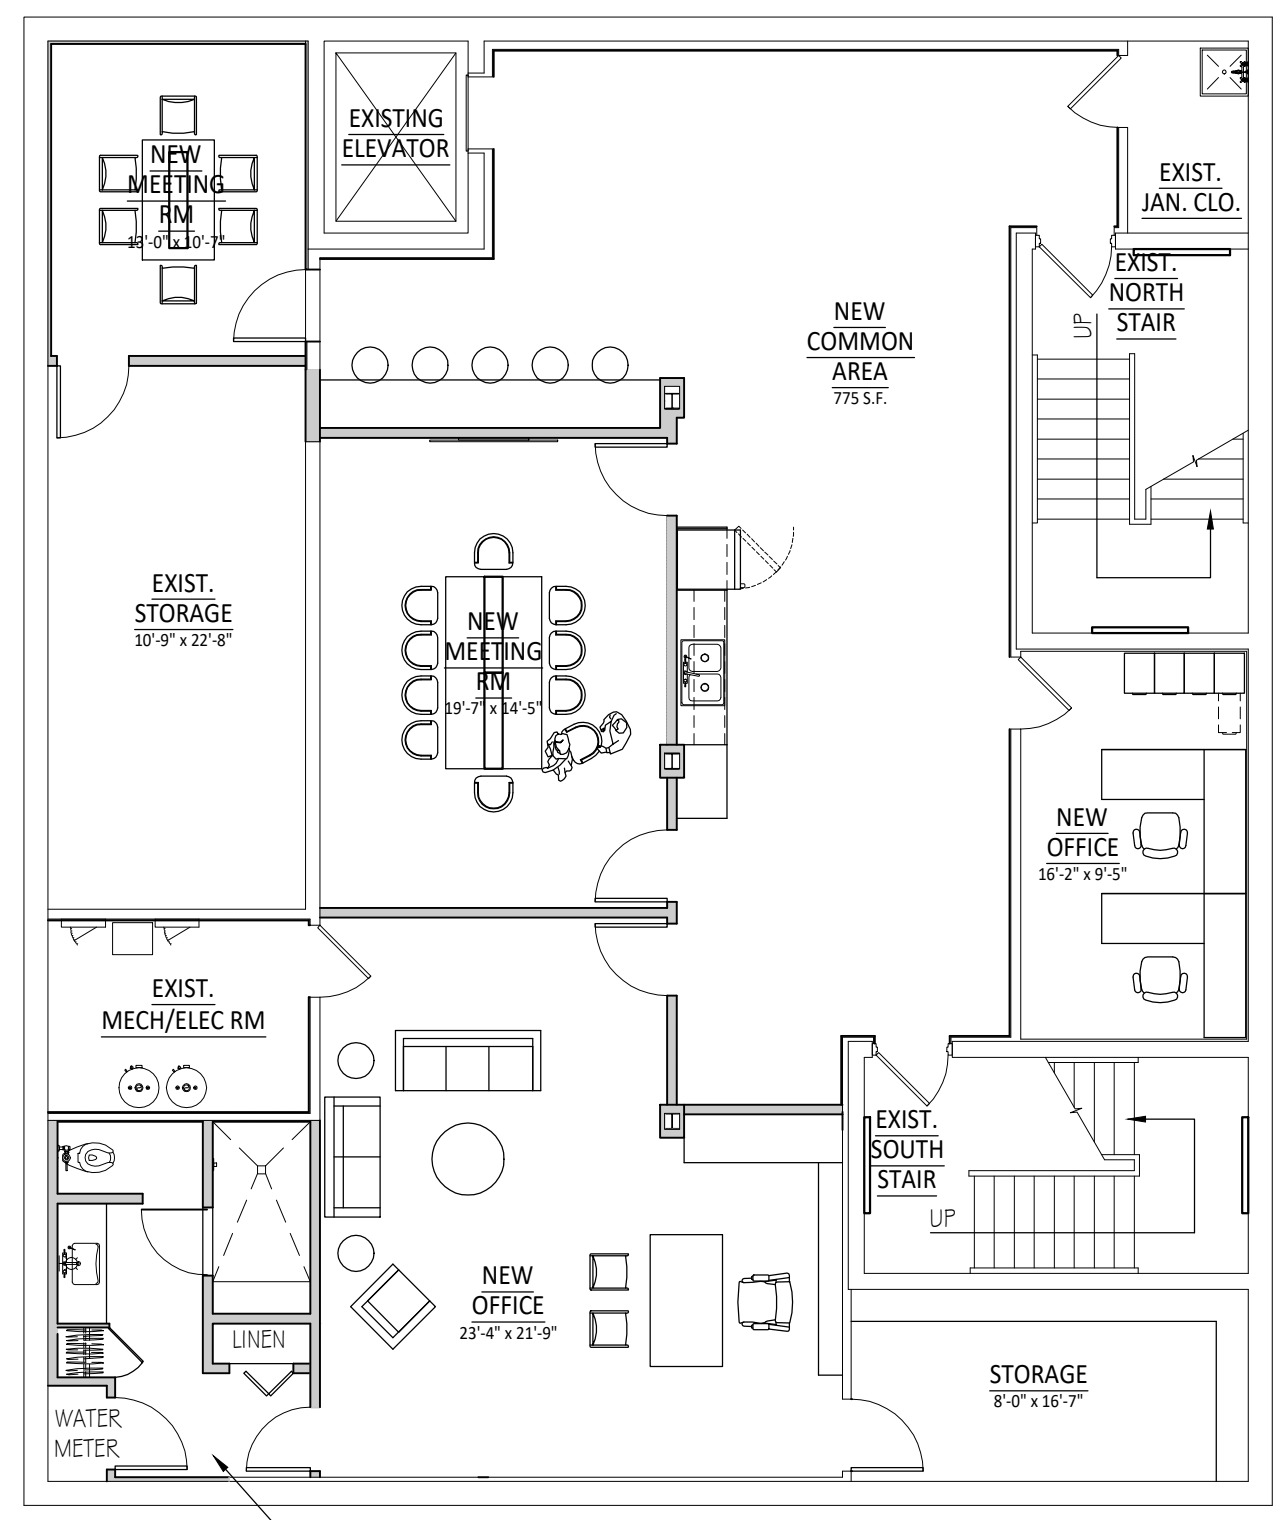 EXISTING
ELEVATOR
NEW
MEETING
RM
13'-0" x 10'-7"
EXIST.
JAN. CLO.
EXIST.
NORTH
STAIR
UP
NEW
COMMON
AREA
775 S.F.
EXIST.
STORAGE
10'-9" x 22'-8"
NEW
MEETING
RM
19'-7" x 14'-5"
NEW
OFFICE
16'-2" x 9'-5"
EXIST.
MECH/ELEC RM
EXIST.
SOUTH
STAIR
UP
NEW
OFFICE
23'-4" x 21'-9"
LINEN
STORAGE
8'-0" x 16'-7"
WATER
METER